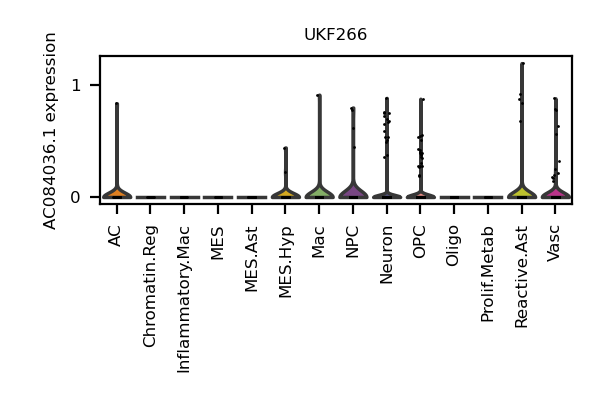 UKF266
AC084036.1 expression
1
0
AC
Chromatin.Reg
Inflammatory.Mac
MES
MES.Ast
MES.Hyp
Mac
NPC
Neuron
OPC
Oligo
Prolif.Metab
Reactive.Ast
Vasc